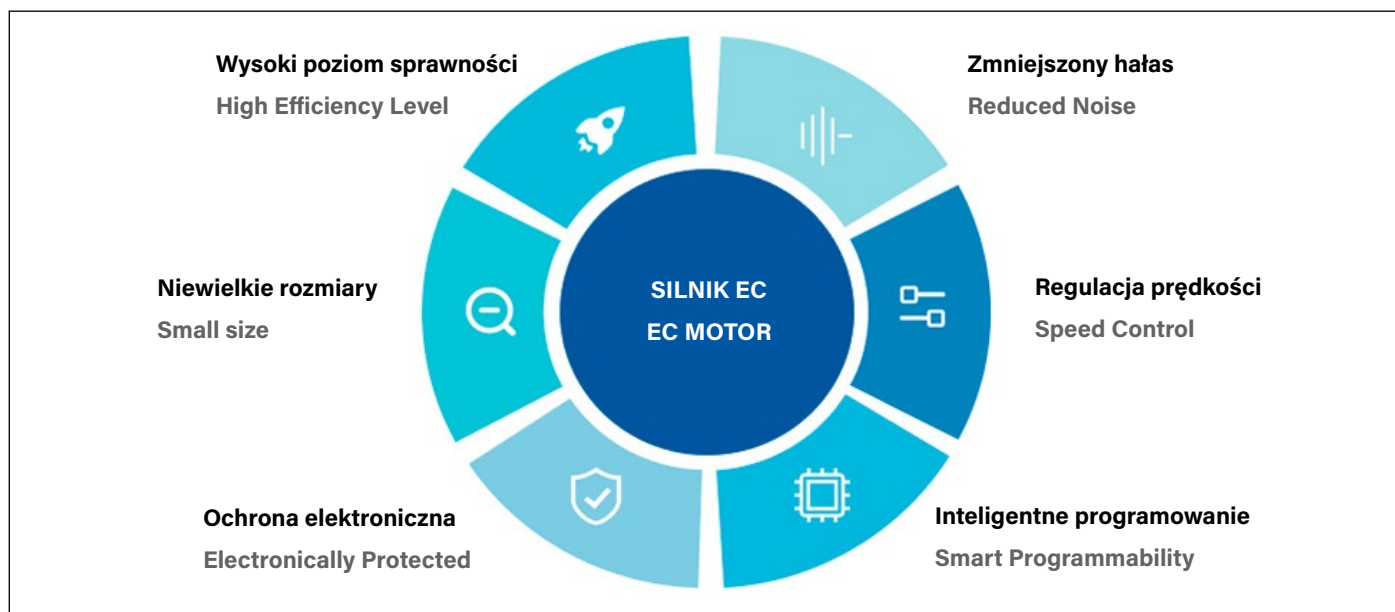 Wysoki poziom sprawności
High Efficiency Level
Zmniejszony hałas
Reduced Noise
Niewielkie rozmiary
Small size
SILNIK EC
EC MOTOR
Regulacja prędkości
Speed Control
Ochrona elektroniczna
Electronically Protected
Inteligentne programowanie
Smart Programmability